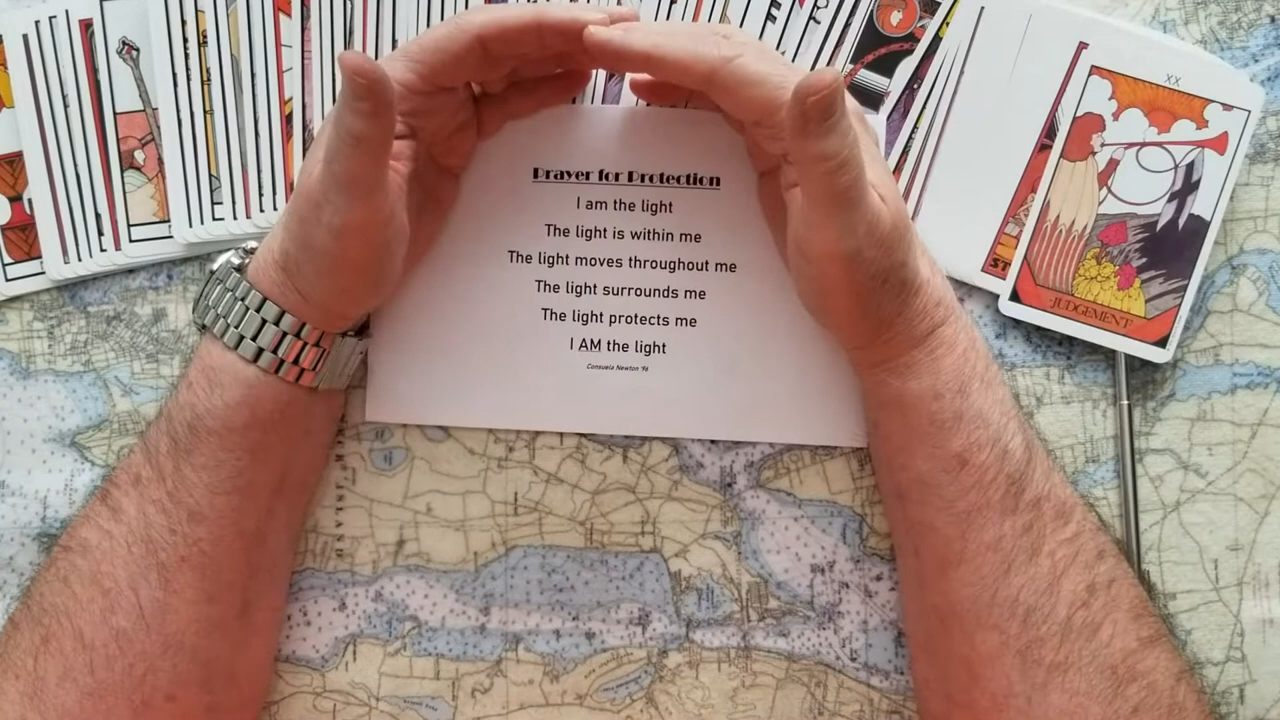 XX
Prayer for Protection
I am the light
The light is within me
The light moves throughout me
The light surrounds me
The light protects me
I AM the light
Consuela Newton '96
ST
JUDGEMENT